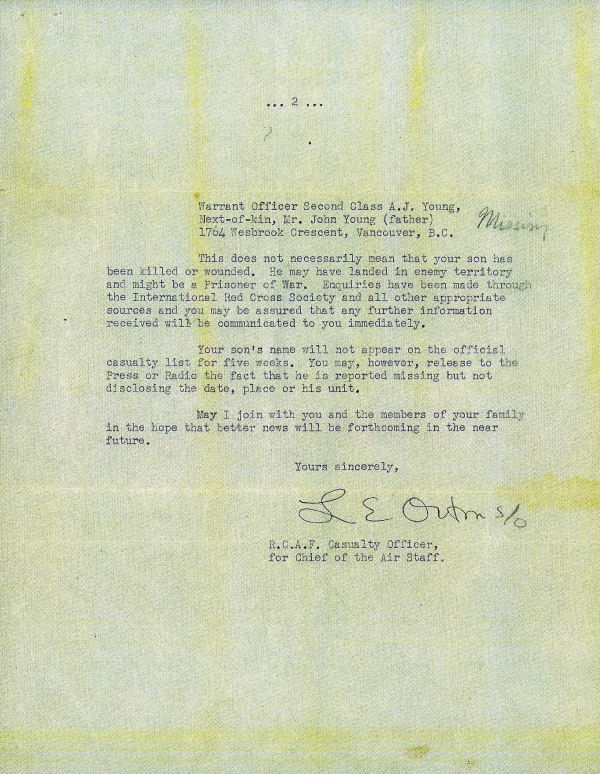 ... 2 ...
Warrant Officer Second Class A.J. Young,
Next-of-kin, Mr. John Young (father)
1764 Wesbrook Crescent, Vancouver, B.C.
Missing
This does not necessarily mean that your son has
been killed or wounded. He may have landed in enemy territory
and might be a Prisoner of War. Enquiries have been made through
the International Red Cross Society and all other appropriate
sources and you may be assured that any further information
received will be communicated to you immediately.
Your son's name will not appear on the official
casualty list for five weeks. You may, however, release to the
Press or Radio the fact that he is reported missing but not
disclosing the date, place or his unit.
May I join with you and the members of your family
in the hope that better news will be forthcoming in the near
future.
Yours sincerely,
L E S/O
R.C.A.F. Casualty Officer,
for Chief of the Air Staff.